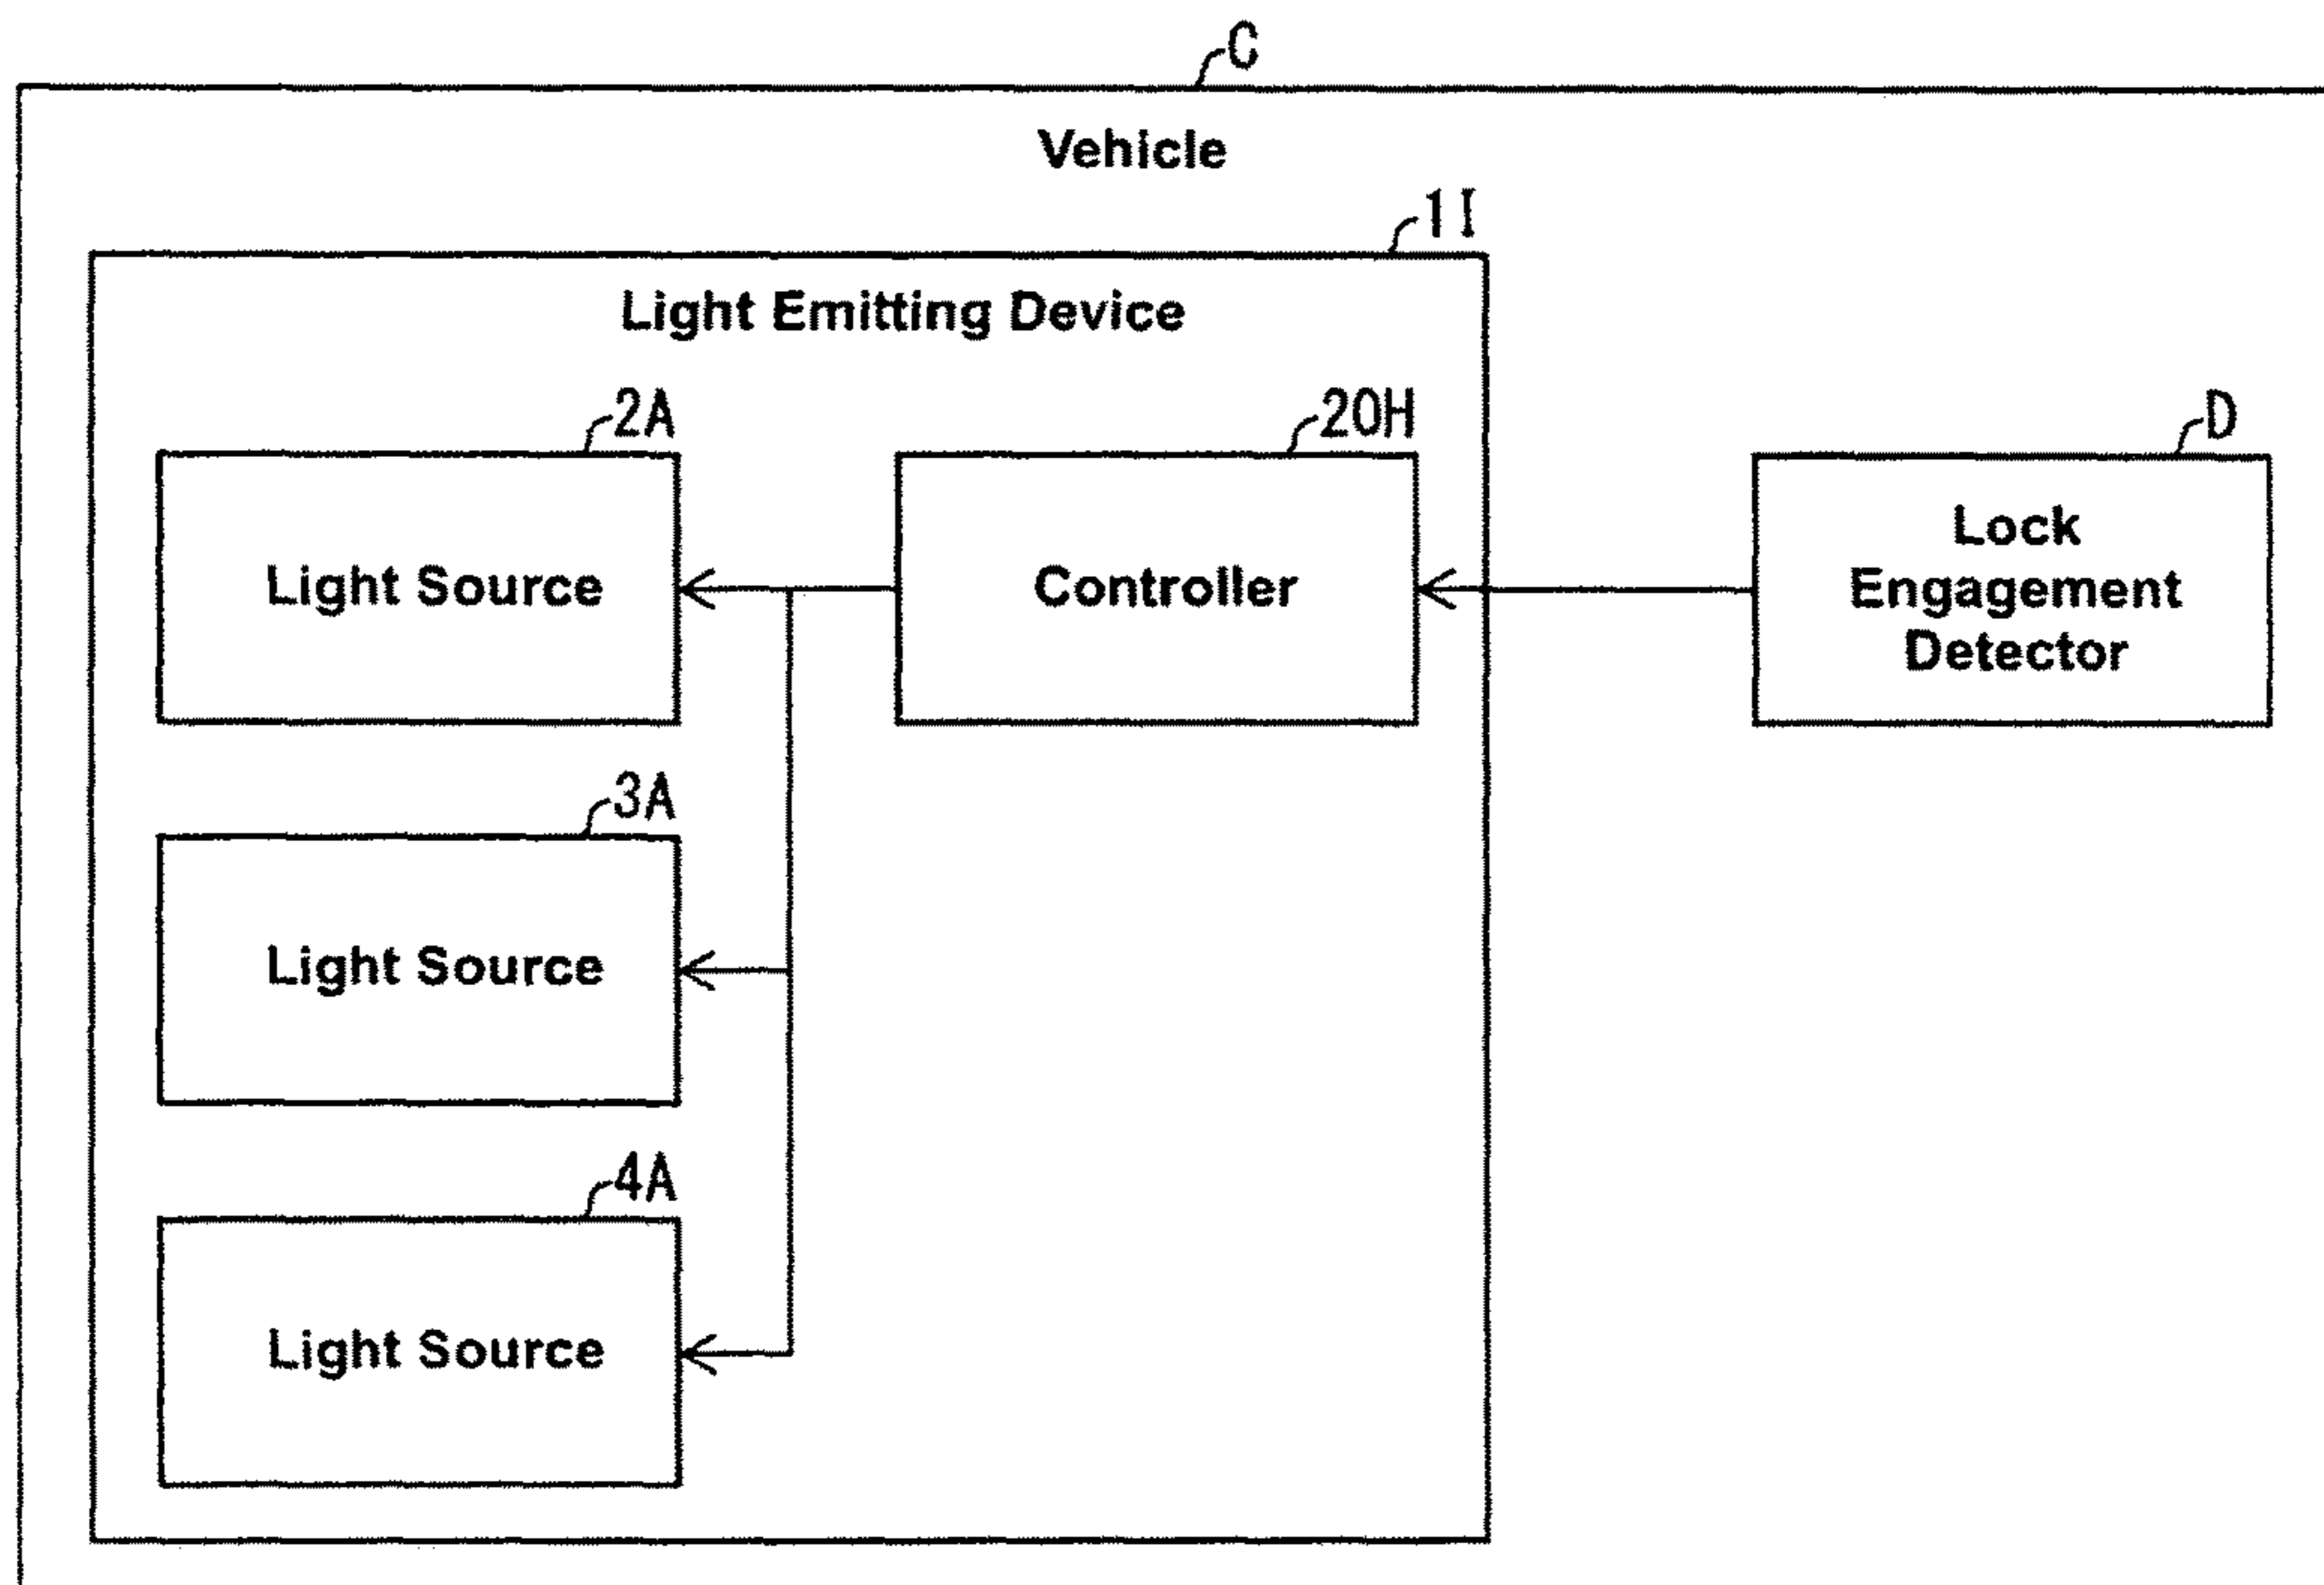 C
Vehicle
1I
Light Emitting Device
2A
20H
D
Light Source
Controller
Lock
Engagement
Detector
3A
Light Source
4A
Light Source